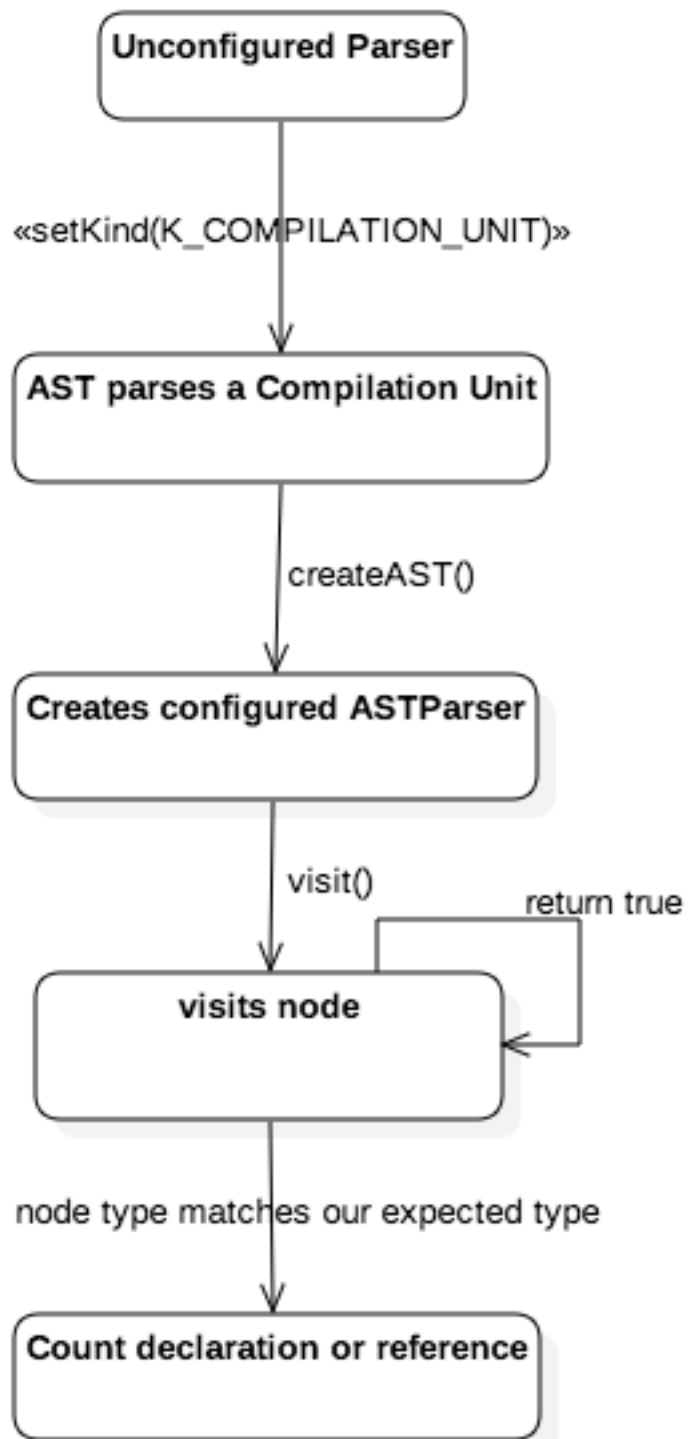 Unconfigured Parser
«setKind(K_COMPILATION_UNIT)»
AST parses a Compilation Unit
createAST()
Creates configured ASTParser
visit()
return true
visits node
node type matches our expected type
Count declaration or reference